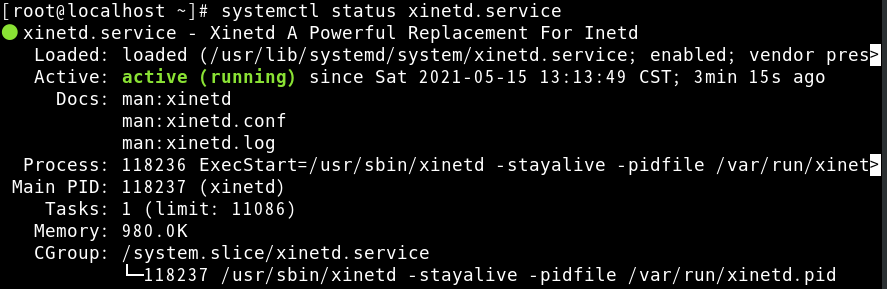 [root@localhost ~]# systemctl status xinetd.service
● xinetd.service - Xinetd A Powerful Replacement For Inetd
Loaded: loaded (/usr/lib/systemd/system/xinetd.service; enabled; vendor pres>
Active: active (running) since Sat 2021-05-15 13:13:49 CST; 3min 15s ago
Docs: man:xinetd
man:xinetd.conf
man:xinetd.log
Process: 118236 ExecStart=/usr/sbin/xinetd -stayalive -pidfile /var/run/xinet>
Main PID: 118237 (xinetd)
Tasks: 1 (limit: 11086)
Memory: 980.0K
CGroup: /system.slice/xinetd.service
└─118237 /usr/sbin/xinetd -stayalive -pidfile /var/run/xinetd.pid